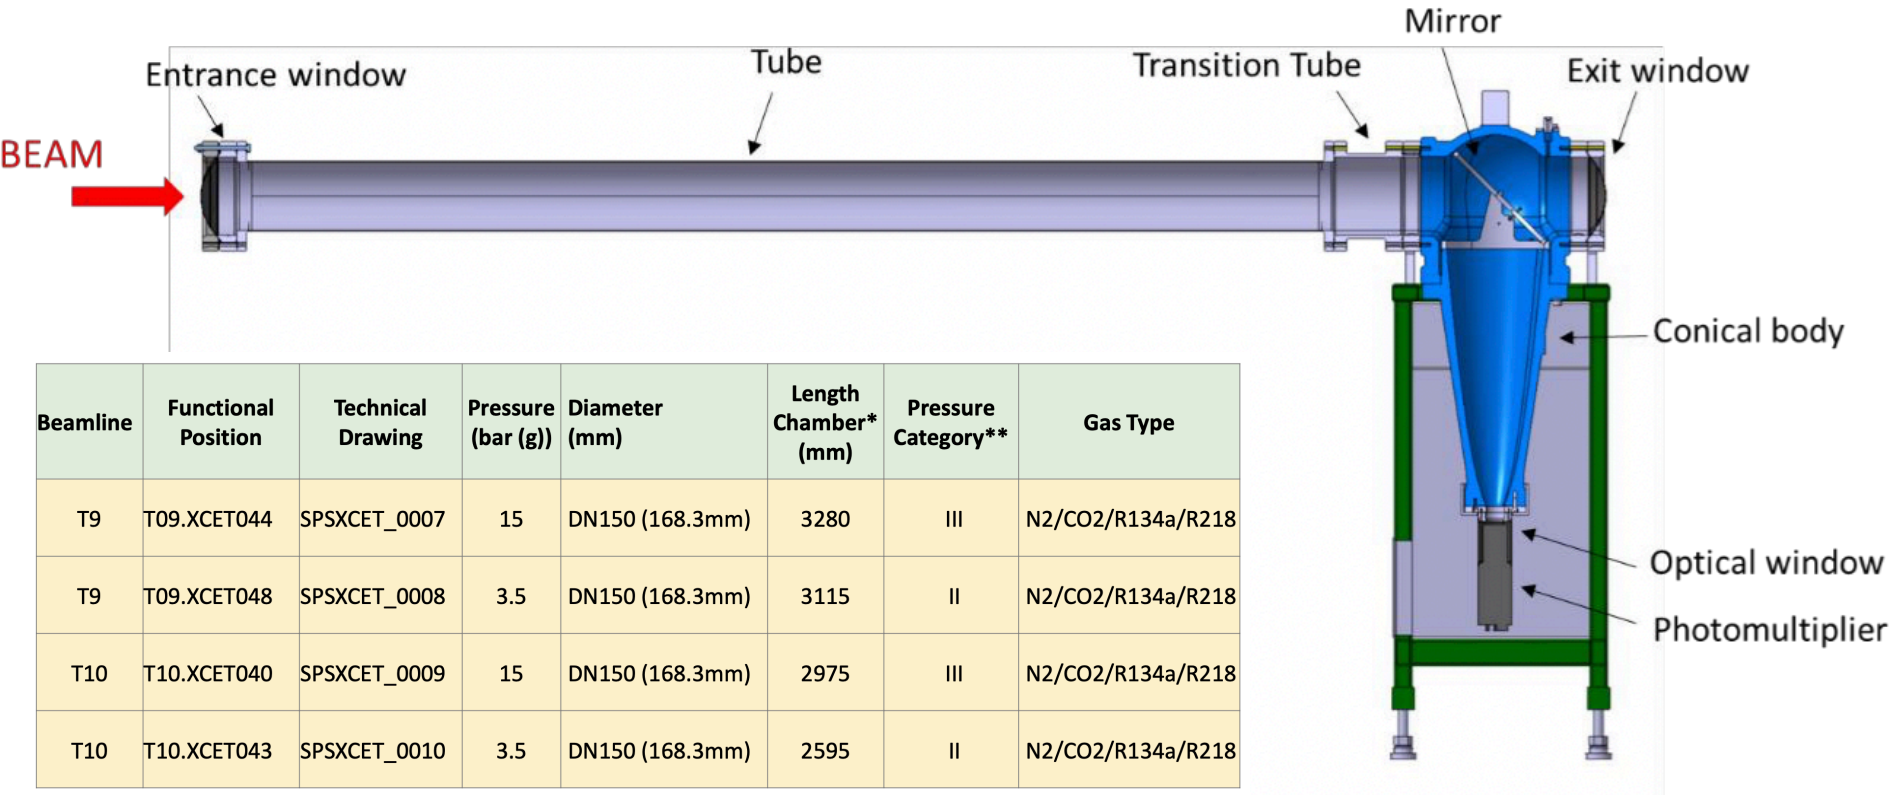 Mirror
Entrance window
Tube
Transition Tube
Exit window
BEAM
Conical body
Optical window
Photomultiplier
Beamline Functional Position Technical Drawing Pressure (bar (g)) Diameter (mm) Length Chamber* (mm) Pressure Category** Gas Type
T9 T09.XCET044 SPSXCET_0007 15 DN150 (168.3mm) 3280 III N2/CO2/R134a/R218
T9 T09.XCET048 SPSXCET_0008 3.5 DN150 (168.3mm) 3115 II N2/CO2/R134a/R218
T10 T10.XCET040 SPSXCET_0009 15 DN150 (168.3mm) 2975 III N2/CO2/R134a/R218
T10 T10.XCET043 SPSXCET_0010 3.5 DN150 (168.3mm) 2595 II N2/CO2/R134a/R218